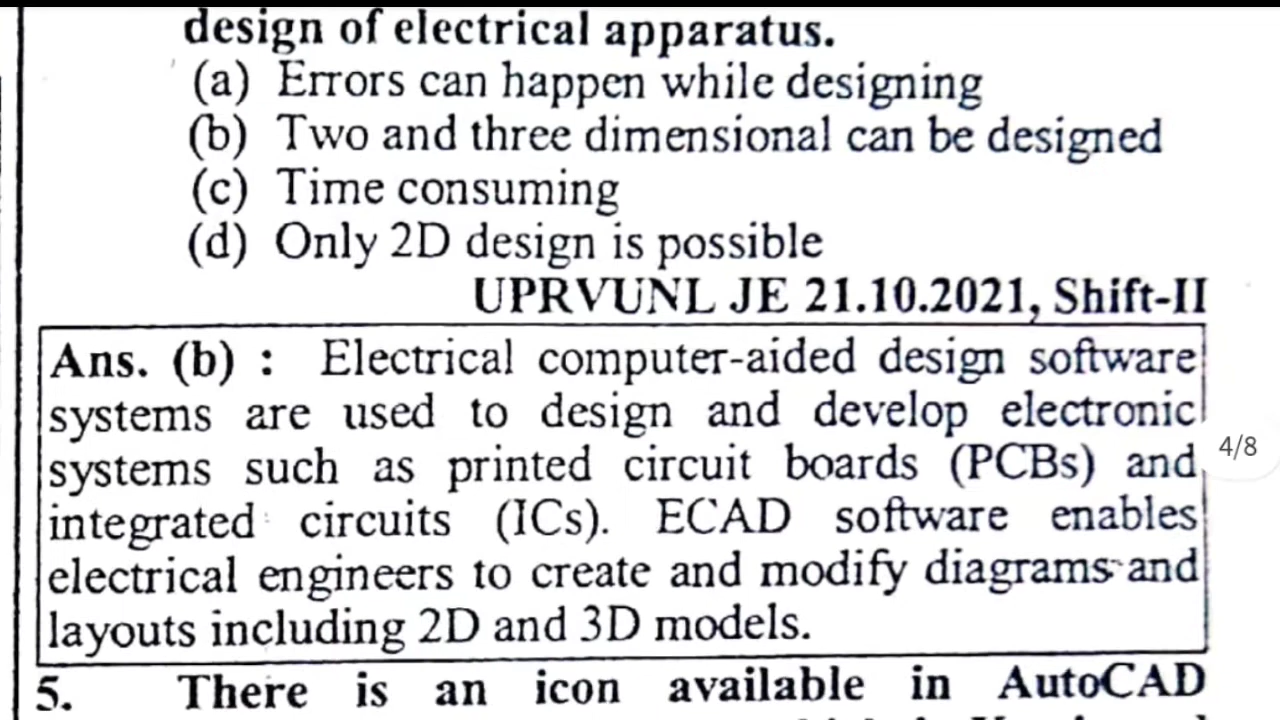 design of electrical apparatus.
(a) Errors can happen while designing
(b) Two and three dimensional can be designed
(c) Time consuming
(d) Only 2D design is possible
UPRVUNL JE 21.10.2021, Shift-II
Ans. (b) : Electrical computer-aided design software
systems are used to design and develop electronic
systems such as printed circuit boards (PCBs) and
integrated circuits (ICs). ECAD software enables
electrical engineers to create and modify diagrams and
layouts including 2D and 3D models.
4/8
5. There is an icon available in AutoCAD